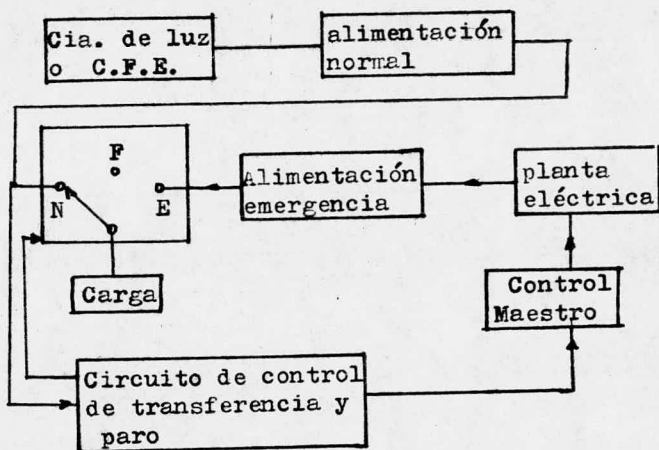 Cia. de luz
o C.F.E.
alimentación
normal
F
N
E
Alimentación
emergencia
planta
eléctrica
Carga
Control
Maestro
Circuito de control
de transferencia y
paro